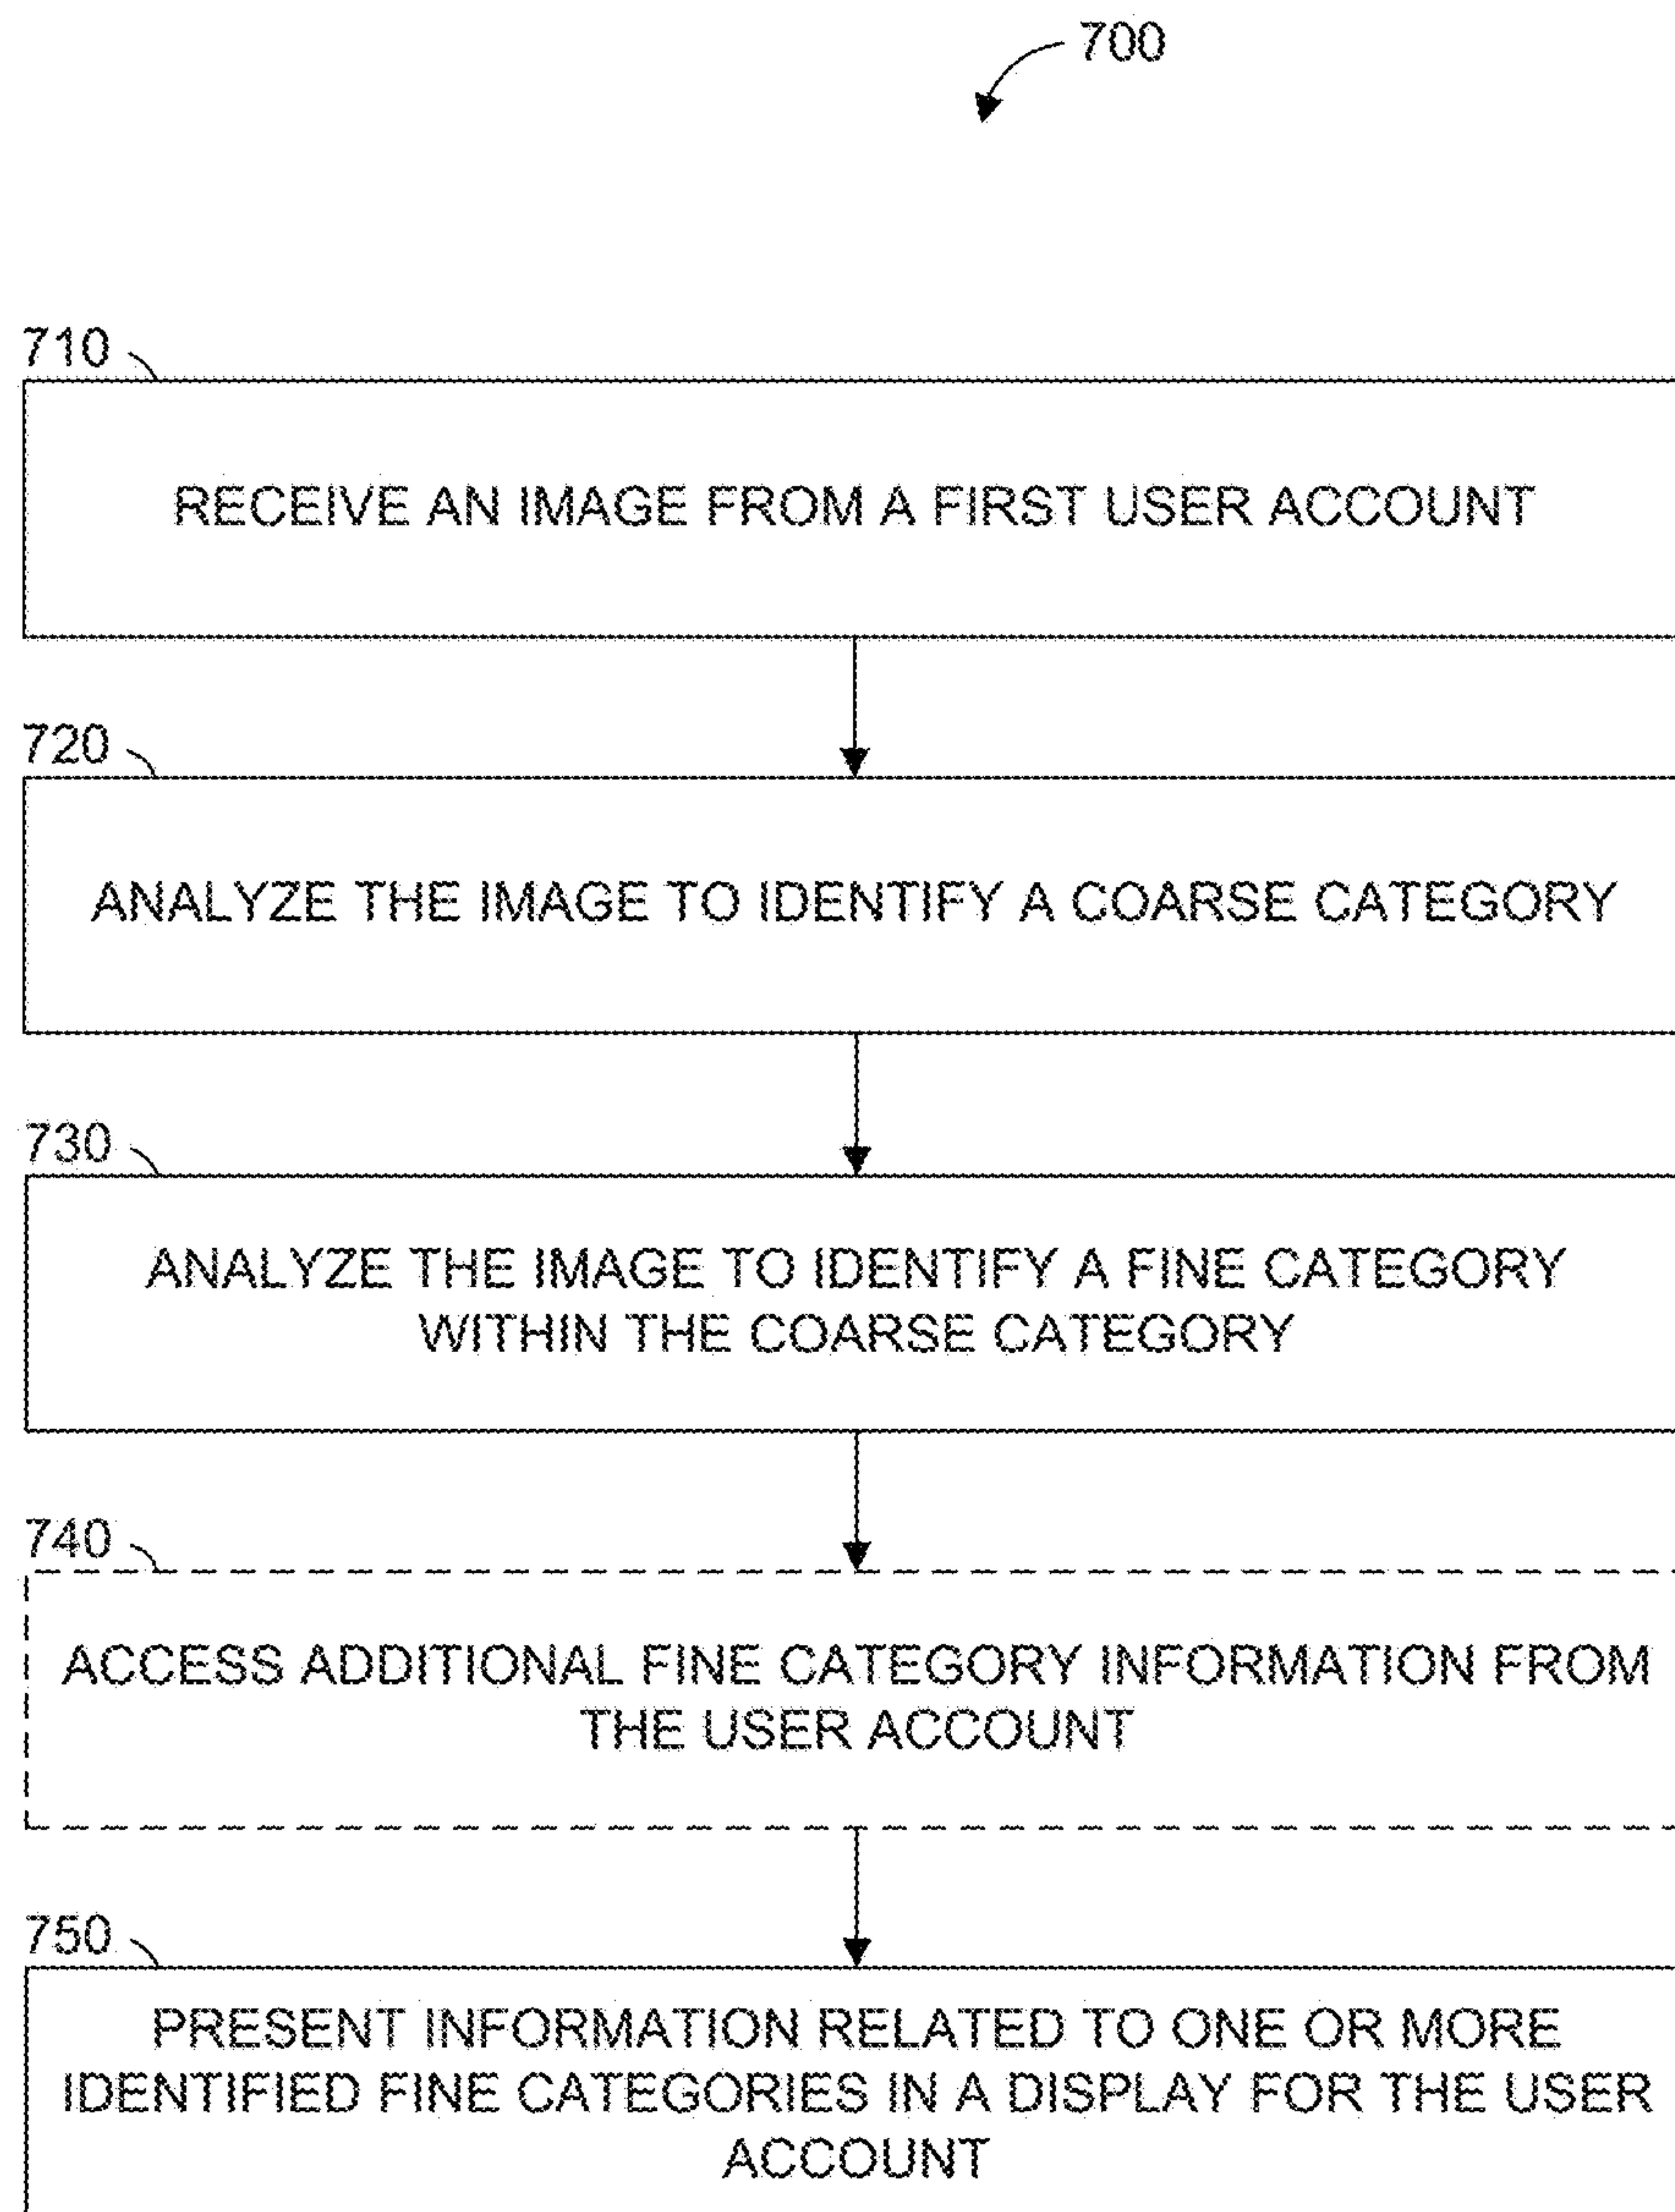 700
710
RECEIVE AN IMAGE FROM A FIRST USER ACCOUNT
720
ANALYZE THE IMAGE TO IDENTIFY A COARSE CATEGORY
730
ANALYZE THE IMAGE TO IDENTIFY A FINE CATEGORY
WITHIN THE COARSE CATEGORY
740
ACCESS ADDITIONAL FINE CATEGORY INFORMATION FROM
THE USER ACCOUNT
750
PRESENT INFORMATION RELATED TO ONE OR MORE
IDENTIFIED FINE CATEGORIES IN A DISPLAY FOR THE USER
ACCOUNT